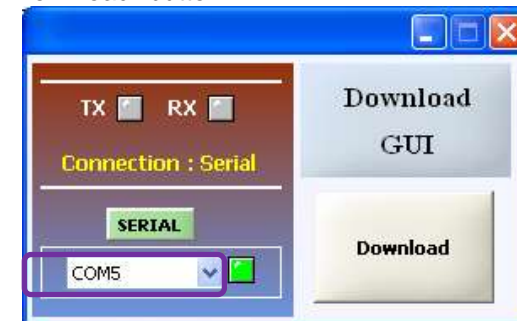 TX RX
Connection : Serial
SERIAL
COM5
Download
GUI
Download